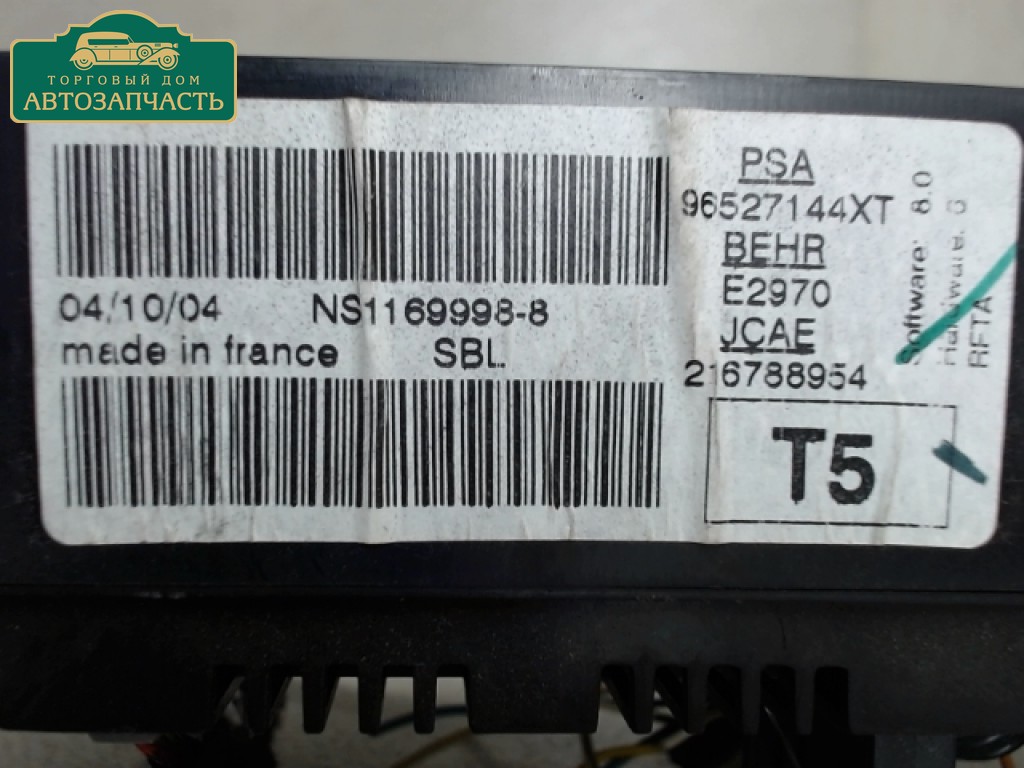 ТОРГОВЫЙ ДОМ
АВТОЗАПЧАСТЬ
04/10/04 NS1169998-8
made in france SBL
PSA
96527144XT
BEHR
E2970
JCAE
216788954
T5
Software: 8.0
Hardware:
RFTA